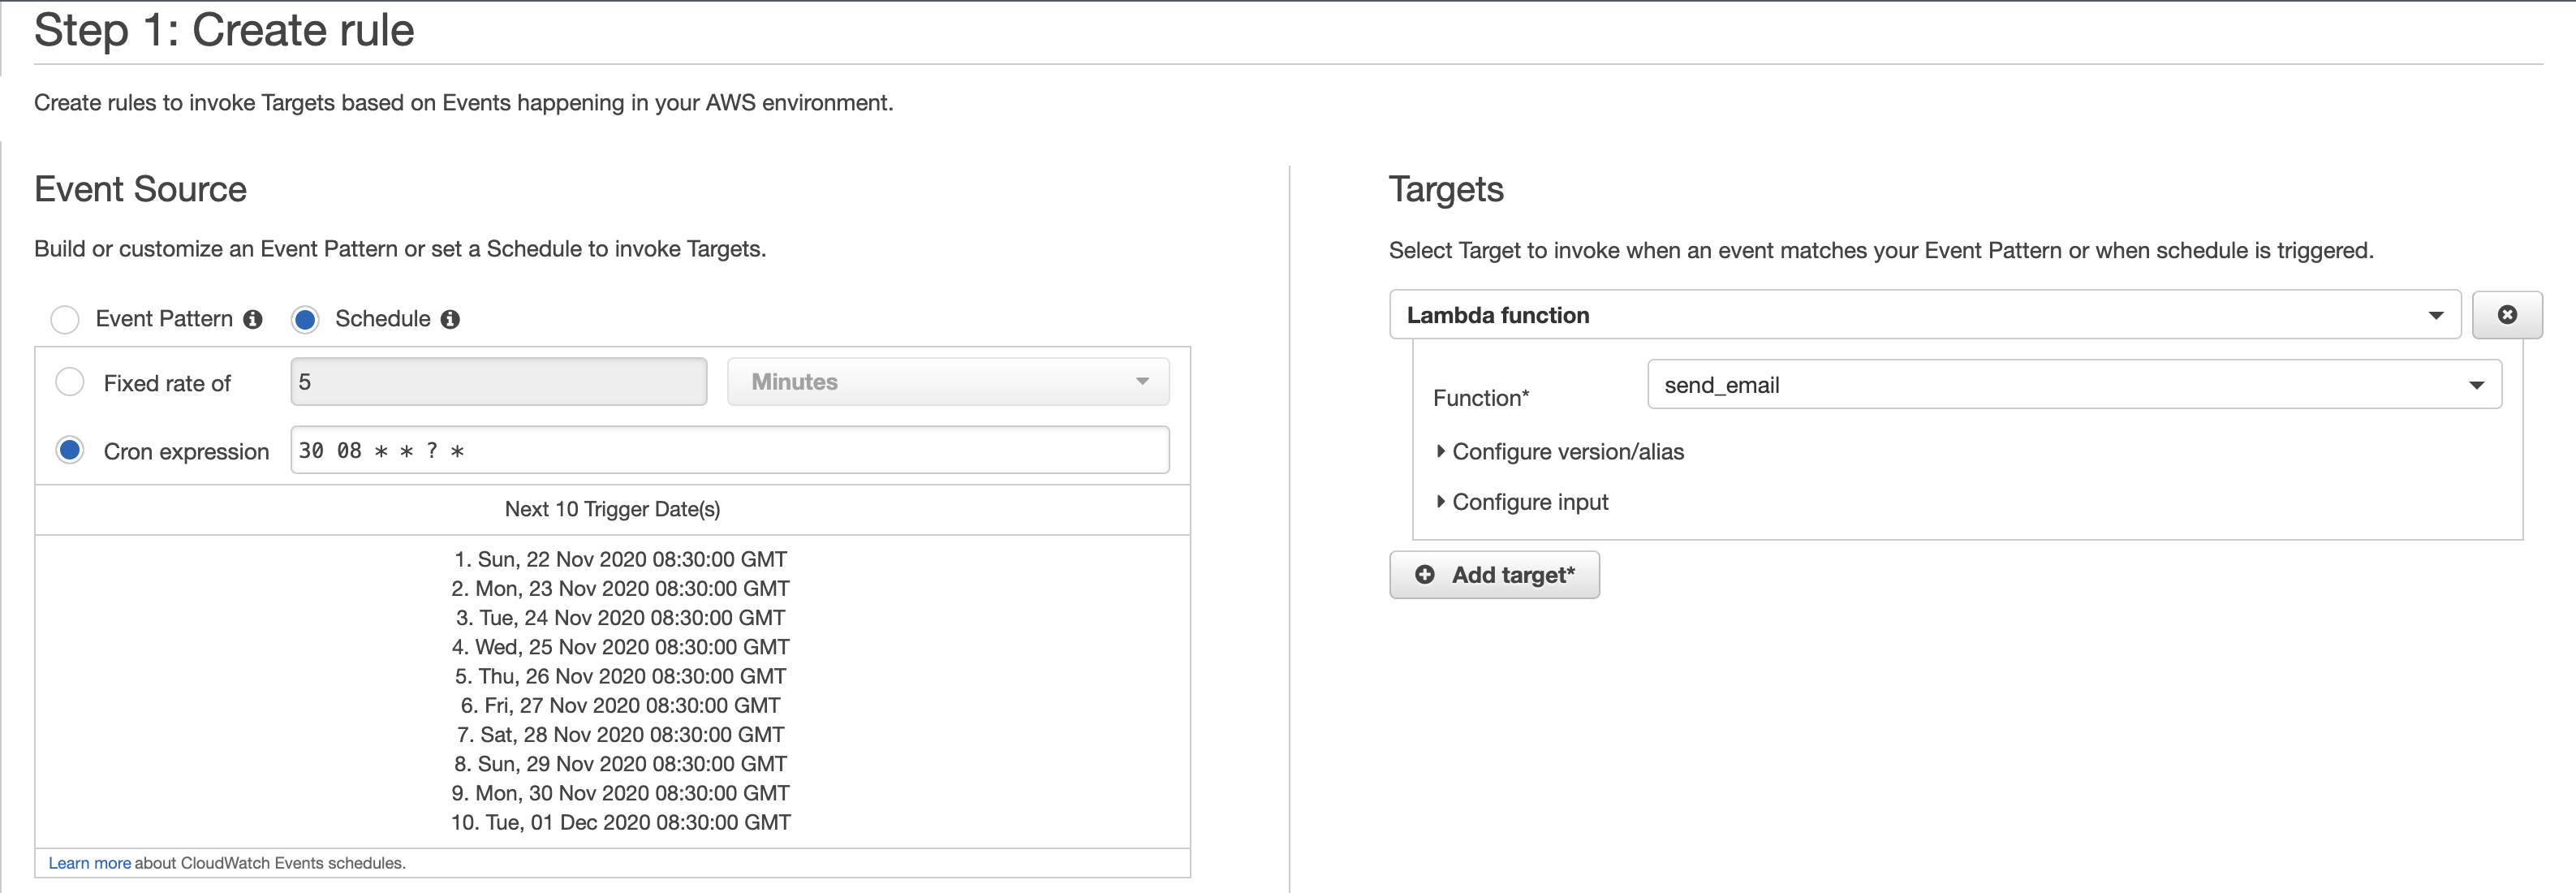 Step 1: Create rule
Create rules to invoke Targets based on Events happening in your AWS environment.
Event Source
Build or customize an Event Pattern or set a Schedule to invoke Targets.
Event Pattern
Schedule
Fixed rate of
5
Minutes
Cron expression
30 08 * * ? *
Next 10 Trigger Date(s)
1. Sun, 22 Nov 2020 08:30:00 GMT
2. Mon, 23 Nov 2020 08:30:00 GMT
3. Tue, 24 Nov 2020 08:30:00 GMT
4. Wed, 25 Nov 2020 08:30:00 GMT
5. Thu, 26 Nov 2020 08:30:00 GMT
6. Fri, 27 Nov 2020 08:30:00 GMT
7. Sat, 28 Nov 2020 08:30:00 GMT
8. Sun, 29 Nov 2020 08:30:00 GMT
9. Mon, 30 Nov 2020 08:30:00 GMT
10. Tue, 01 Dec 2020 08:30:00 GMT
Learn more about CloudWatch Events schedules.
Targets
Select Target to invoke when an event matches your Event Pattern or when schedule is triggered.
Lambda function
Function*
send_email
Configure version/alias
Configure input
Add target*